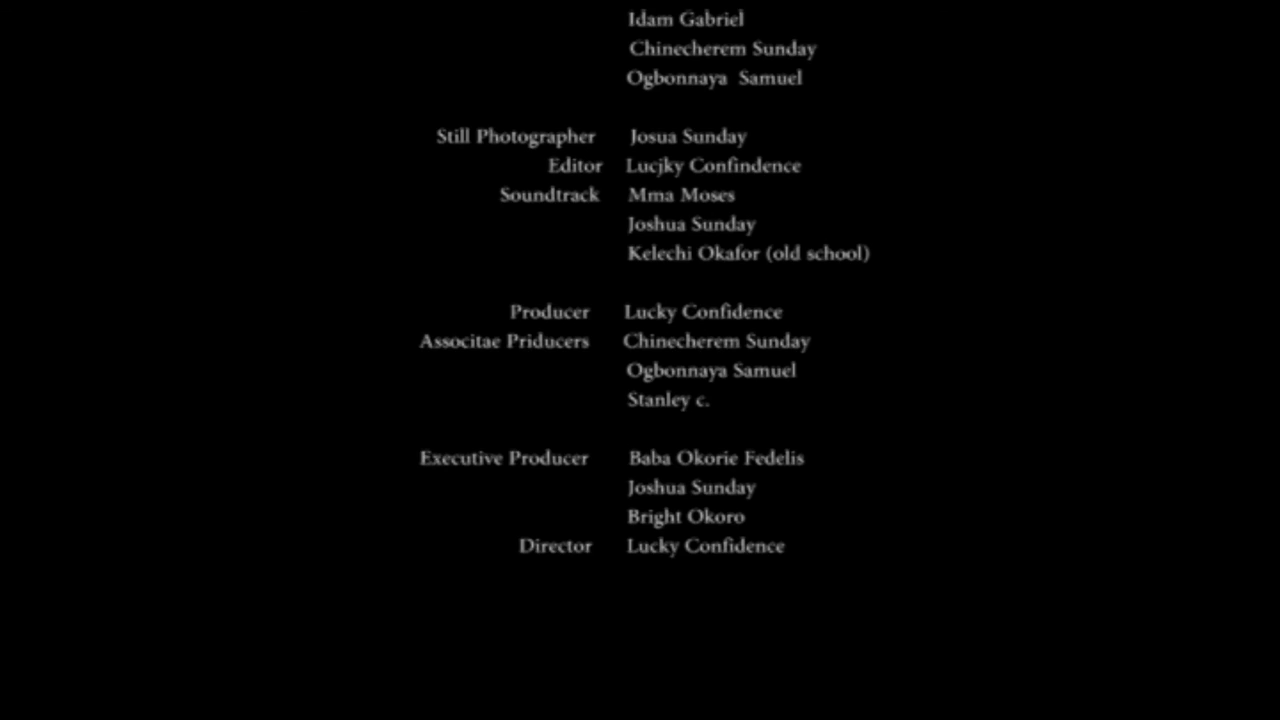 Idam Gabriel
Chinecherem Sunday
Ogbonnaya Samuel
Still Photographer Josua Sunday
Editor Lucjky Confindence
Soundtrack Mma Moses
Joshua Sunday
Kelechi Okafor (old school)
Producer Lucky Confidence
Associtae Priducers Chinecherem Sunday
Ogbonnaya Samuel
Stanley c.
Executive Producer Baba Okorie Fedelis
Joshua Sunday
Bright Okoro
Director Lucky Confidence